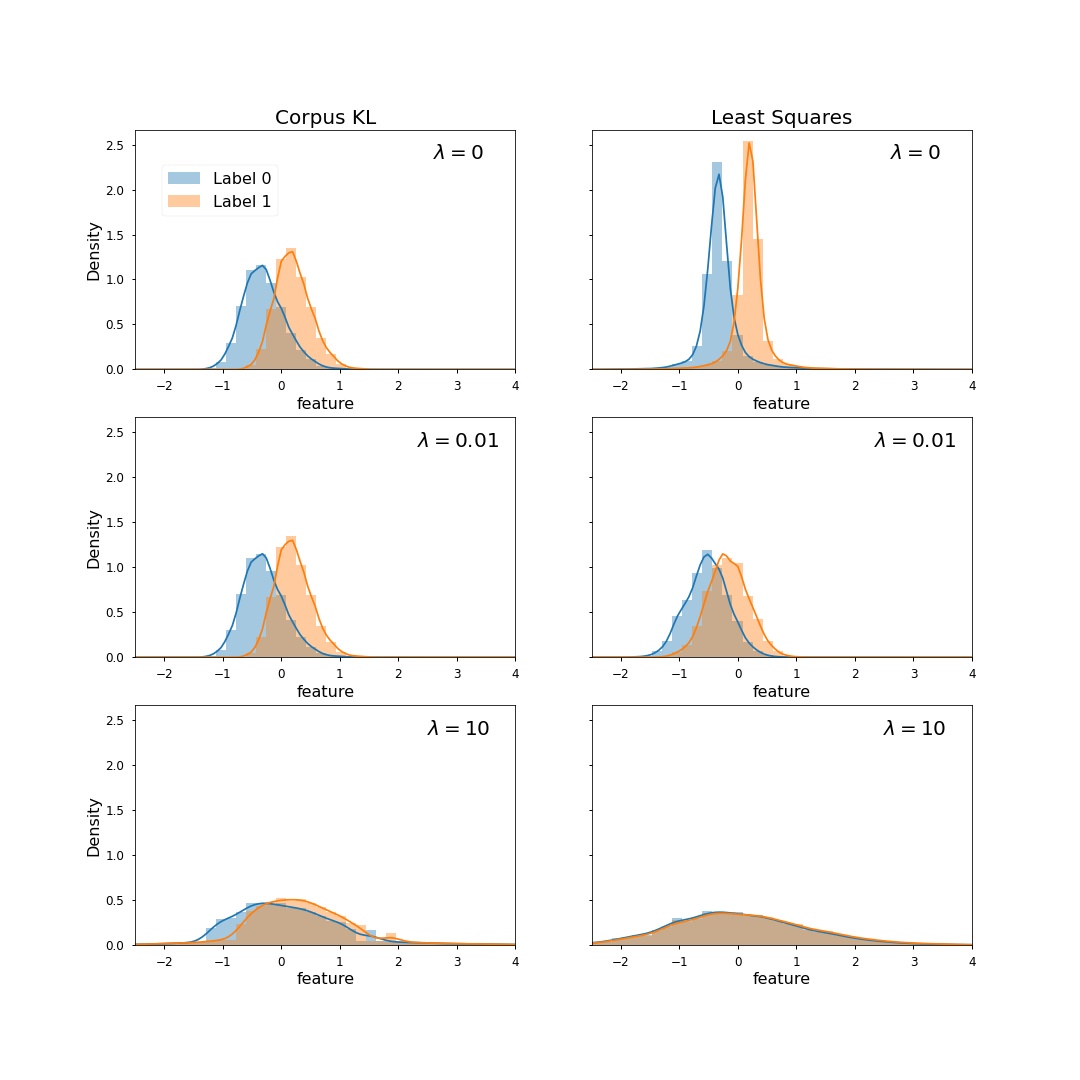 Corpus KL
Least Squares
λ = 0
Label 0
Label 1
2.5
2.0
1.5
1.0
0.5
0.0
Density
−2 −1 0 1 2 3 4
feature
λ = 0
−2 −1 0 1 2 3 4
feature
λ = 0.01
2.5
2.0
1.5
1.0
0.5
0.0
Density
−2 −1 0 1 2 3 4
feature
λ = 0.01
−2 −1 0 1 2 3 4
feature
λ = 10
2.5
2.0
1.5
1.0
0.5
0.0
Density
−2 −1 0 1 2 3 4
feature
λ = 10
−2 −1 0 1 2 3 4
feature